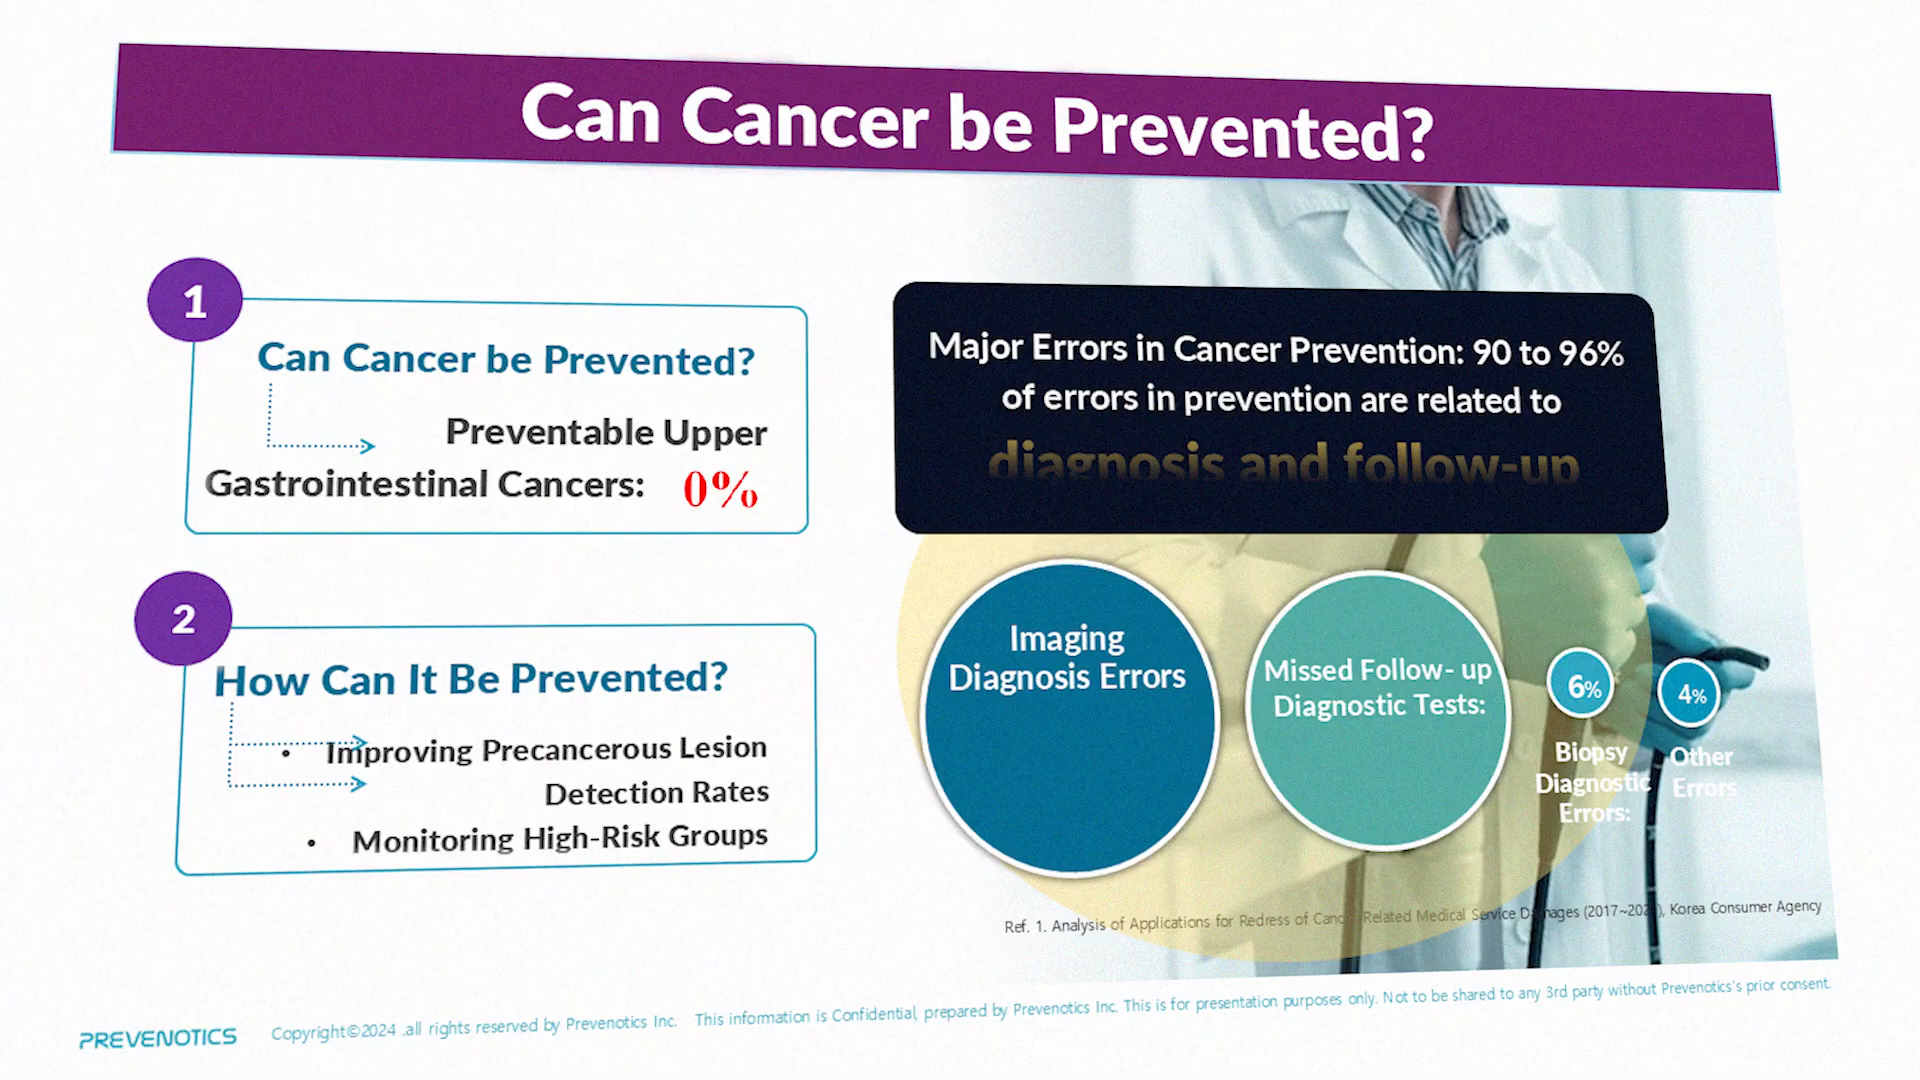 Can Cancer be Prevented?
1
Can Cancer be Prevented?
Preventable Upper
Gastrointestinal Cancers: 0%
2
How Can It Be Prevented?
• Improving Precancerous Lesion
Detection Rates
• Monitoring High-Risk Groups
Major Errors in Cancer Prevention: 90 to 96%
of errors in prevention are related to
diagnosis and follow-up
Imaging
Diagnosis Errors
Missed Follow- up
Diagnostic Tests:
6%
Biopsy
Diagnostic
Errors:
4%
Other
Errors
Ref. 1. Analysis of Applications for Redress of Related Medical Service Korea Consumer Agency
PREVENOTICS
Copyright©2024 .all rights reserved by Prevenotics Inc. This information is Confidential, prepared by Prevenotics Inc. This is for presentation purposes only. Not to be shared to any 3rd party without Prevenotics's prior consent.